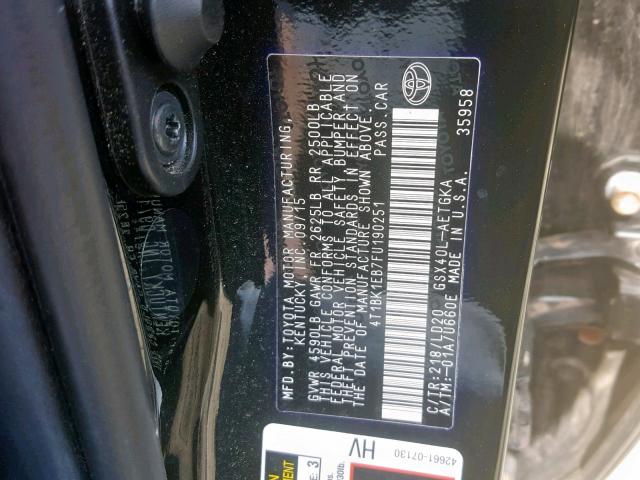 MFD. BY: TOYOTA MOTOR MANUFACTURING,
KENTUCKY, INC. 09/15
GVWR 4590LB GAWR FR 2625LB RR 2500LB
THIS VEHICLE CONFORMS TO ALL APPLICABLE
FEDERAL MOTOR VEHICLE SAFETY, BUMPER, AND
THEFT PREVENTION STANDARDS IN EFFECT ON
THE DATE OF MANUFACTURE SHOWN ABOVE.
4T1BK1EB7FU190251 PASS. CAR
C/TR: 218/LD20 GSX40L-AETGKA
A/TM: -01A/U660E MADE IN U.S.A.
35958
HV
42661-07130
: 3